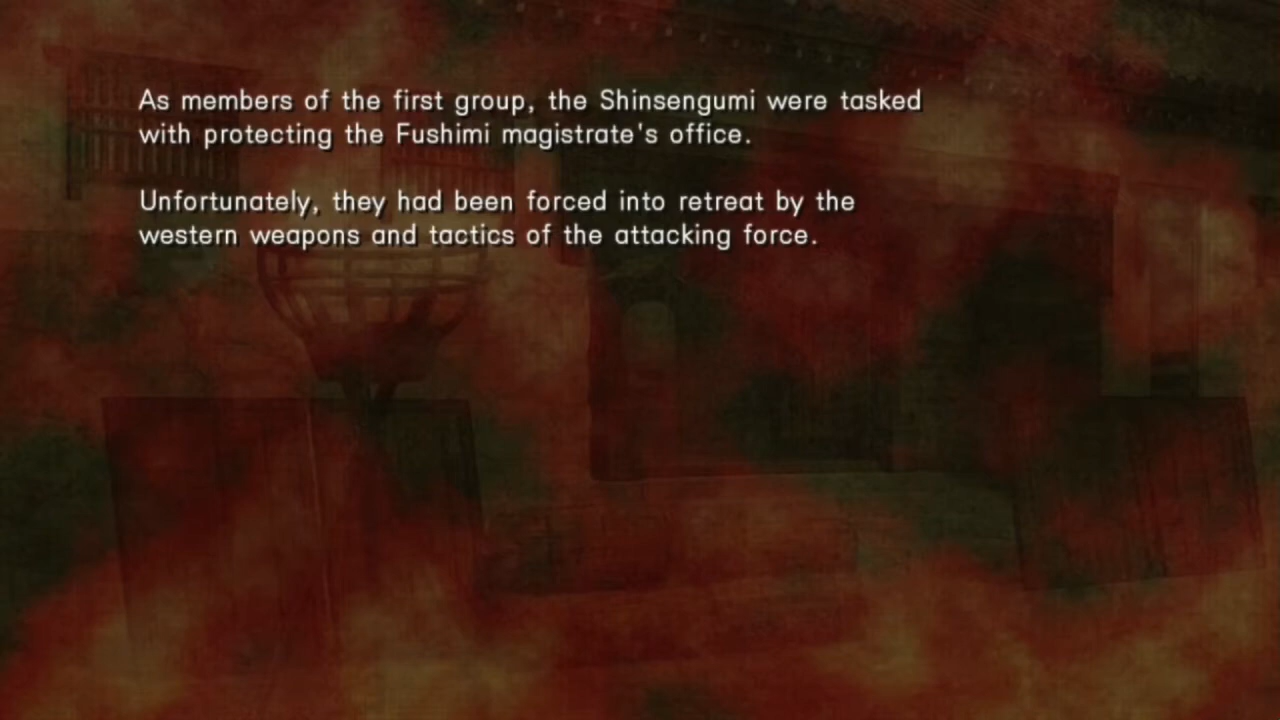 As members of the first group, the Shinsengumi were tasked
with protecting the Fushimi magistrate's office.
Unfortunately, they had been forced into retreat by the
western weapons and tactics of the attacking force.